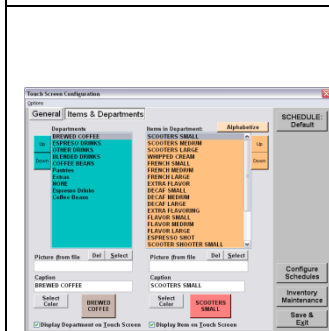 Touch Screen Configuration
Options
General Items & Departments
SCHEDULE:
Default
Departments
Items in Department:
Alphabetize
Up
Down
BREWED COFFEE
ESPRESO DRINKS
OTHER DRINKS
BLENDED DRINKS
COFFEE BEANS
Pastries
Extras
NONE
Espresso Drinks
Coffee Beans
SCOOTERS SMALL
SCOOTERS MEDIUM
SCOOTERS LARGE
WHIPPED CREAM
FRENCH SMALL
FRENCH MEDIUM
FRENCH LARGE
EXTRA FLAVOR
DECAF SMALL
DECAF MEDIUM
DECAF LARGE
EXTRA FLAVORING
FLAVOR SMALL
FLAVOR MEDIUM
FLAVOR LARGE
ESPRESSO SHOT
SCOOTER SHOOTER SMALL
Up
Down
Picture (from file
Del
Select
Picture (from file
Del
Select
Caption
BREWED COFFEE
Caption
SCOOTERS SMALL
Select
Color
BREWED
COFFEE
Select
Color
SCOOTERS
SMALL
Display Department on Touch Screen
Display Item on Touch Screen
Configure
Schedules
Inventory
Maintenance
Save &
Exit